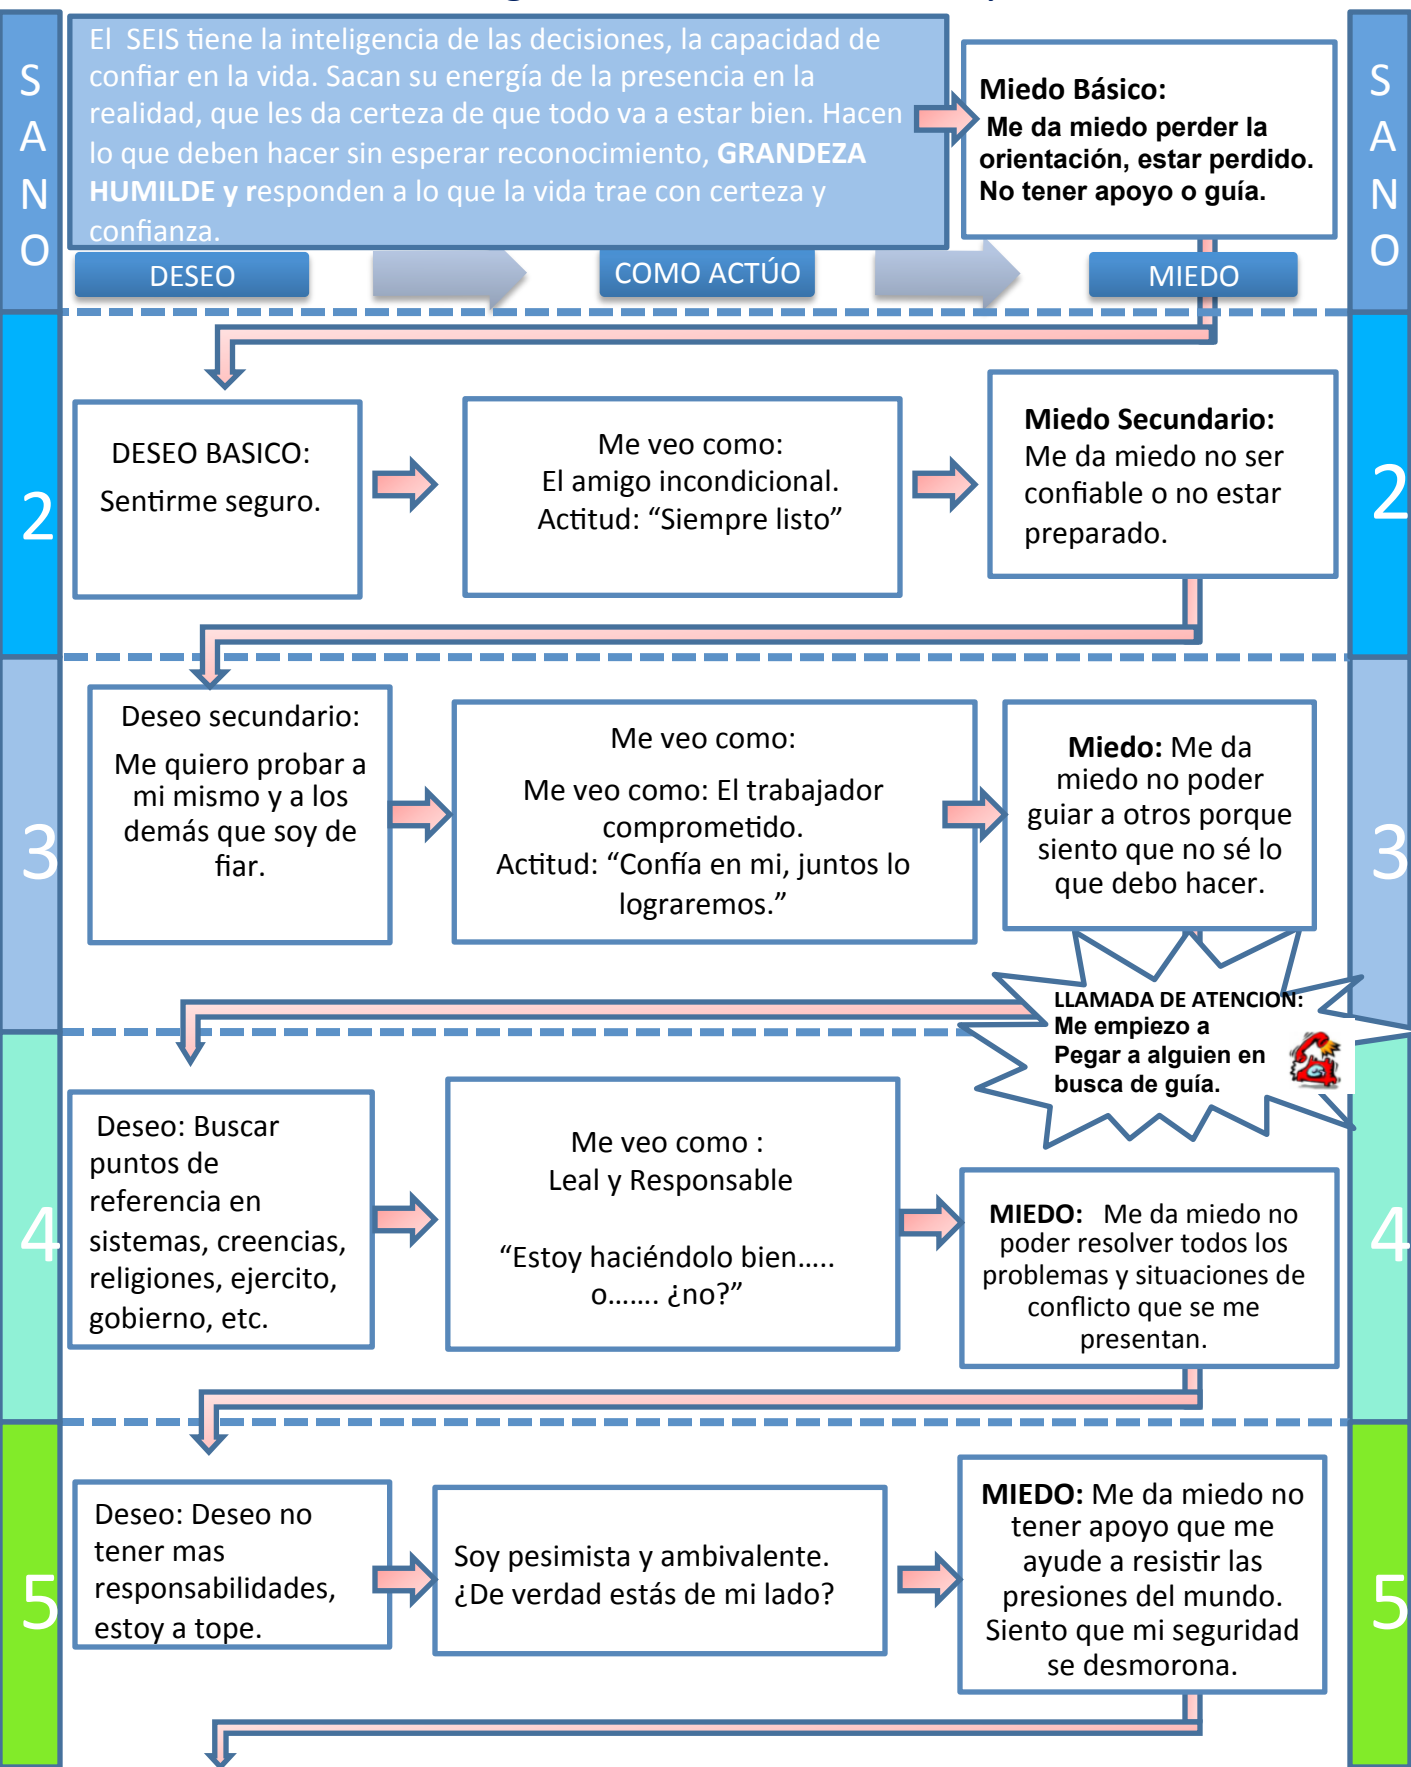 S
A
N
O
El SEIS tiene la inteligencia de las decisiones, la capacidad de
confiar en la vida. Sacan su energía de la presencia en la
realidad, que les da certeza de que todo va a estar bien. Hacen
lo que deben hacer sin esperar reconocimiento, GRANDEZA
HUMILDE y responden a lo que la vida trae con certeza y
confianza.
Miedo Básico:
Me da miedo perder la
orientación, estar perdido.
No tener apoyo o guía.
S
A
N
O
DESEO
COMO ACTÚO
MIEDO
2
DESEO BASICO:
Sentirme seguro.
Me veo como:
El amigo incondicional.
Actitud: “Siempre listo”
Miedo Secundario:
Me da miedo no ser
confiable o no estar
preparado.
2
3
Deseo secundario:
Me quiero probar a
mi mismo y a los
demás que soy de
fiar.
Me veo como:
Me veo como: El trabajador
comprometido.
Actitud: “Confía en mi, juntos lo
lograremos.”
Miedo: Me da
miedo no poder
guiar a otros porque
siento que no sé lo
que debo hacer.
3
LLAMADA DE ATENCION:
Me empiezo a
Pegar a alguien en
busca de guía.
4
Deseo: Buscar
puntos de
referencia en
sistemas, creencias,
religiones, ejercito,
gobierno, etc.
Me veo como :
Leal y Responsable
“Estoy haciéndolo bien.....
o....... ¿no?”
MIEDO: Me da miedo no
poder resolver todos los
problemas y situaciones de
conflicto que se me
presentan.
4
5
Deseo: Deseo no
tener mas
responsabilidades,
estoy a tope.
Soy pesimista y ambivalente.
¿De verdad estás de mi lado?
MIEDO: Me da miedo no
tener apoyo que me
ayude a resistir las
presiones del mundo.
Siento que mi seguridad
se desmorona.
5